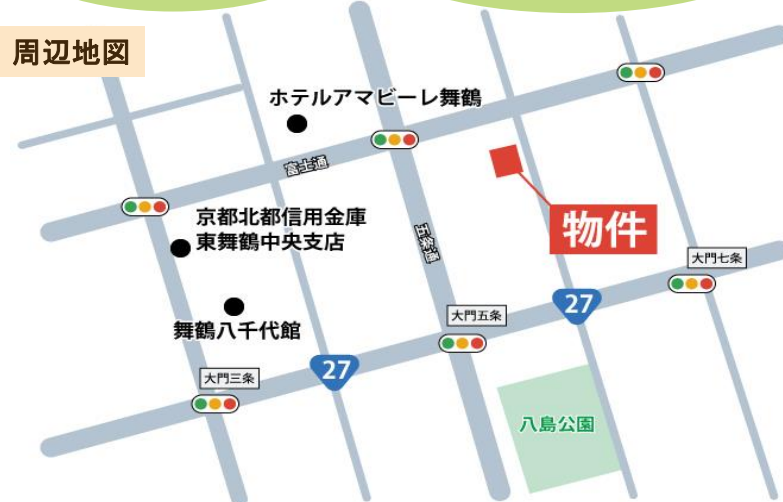 周辺地図
ホテルアマビーレ舞鶴
富士通
京都北都信用金庫
東舞鶴中央支店
五条通
物件
大門七条
27
大門五条
舞鶴八千代館
27
大門三条
八島公園